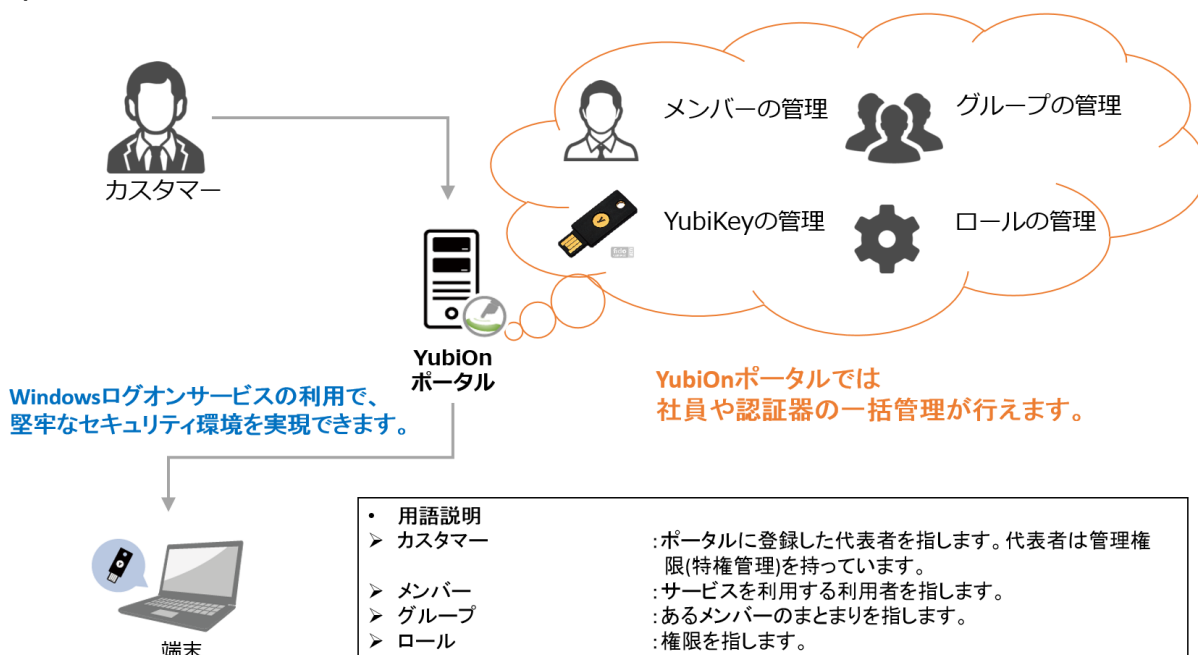 カスタマー
メンバーの管理
グループの管理
YubiKeyの管理
ロールの管理
YubiOn
ポータル
Windowsログオンサービスの利用で、
堅牢なセキュリティ環境を実現できます。
YubiOnポータルでは
社員や認証器の一括管理が行えます。
端末
• 用語説明
➢ カスタマー :ポータルに登録した代表者を指します。代表者は管理権
限(特権管理)を持っています。
➢ メンバー :サービスを利用する利用者を指します。
➢ グループ :あるメンバーのまとまりを指します。
➢ ロール :権限を指します。